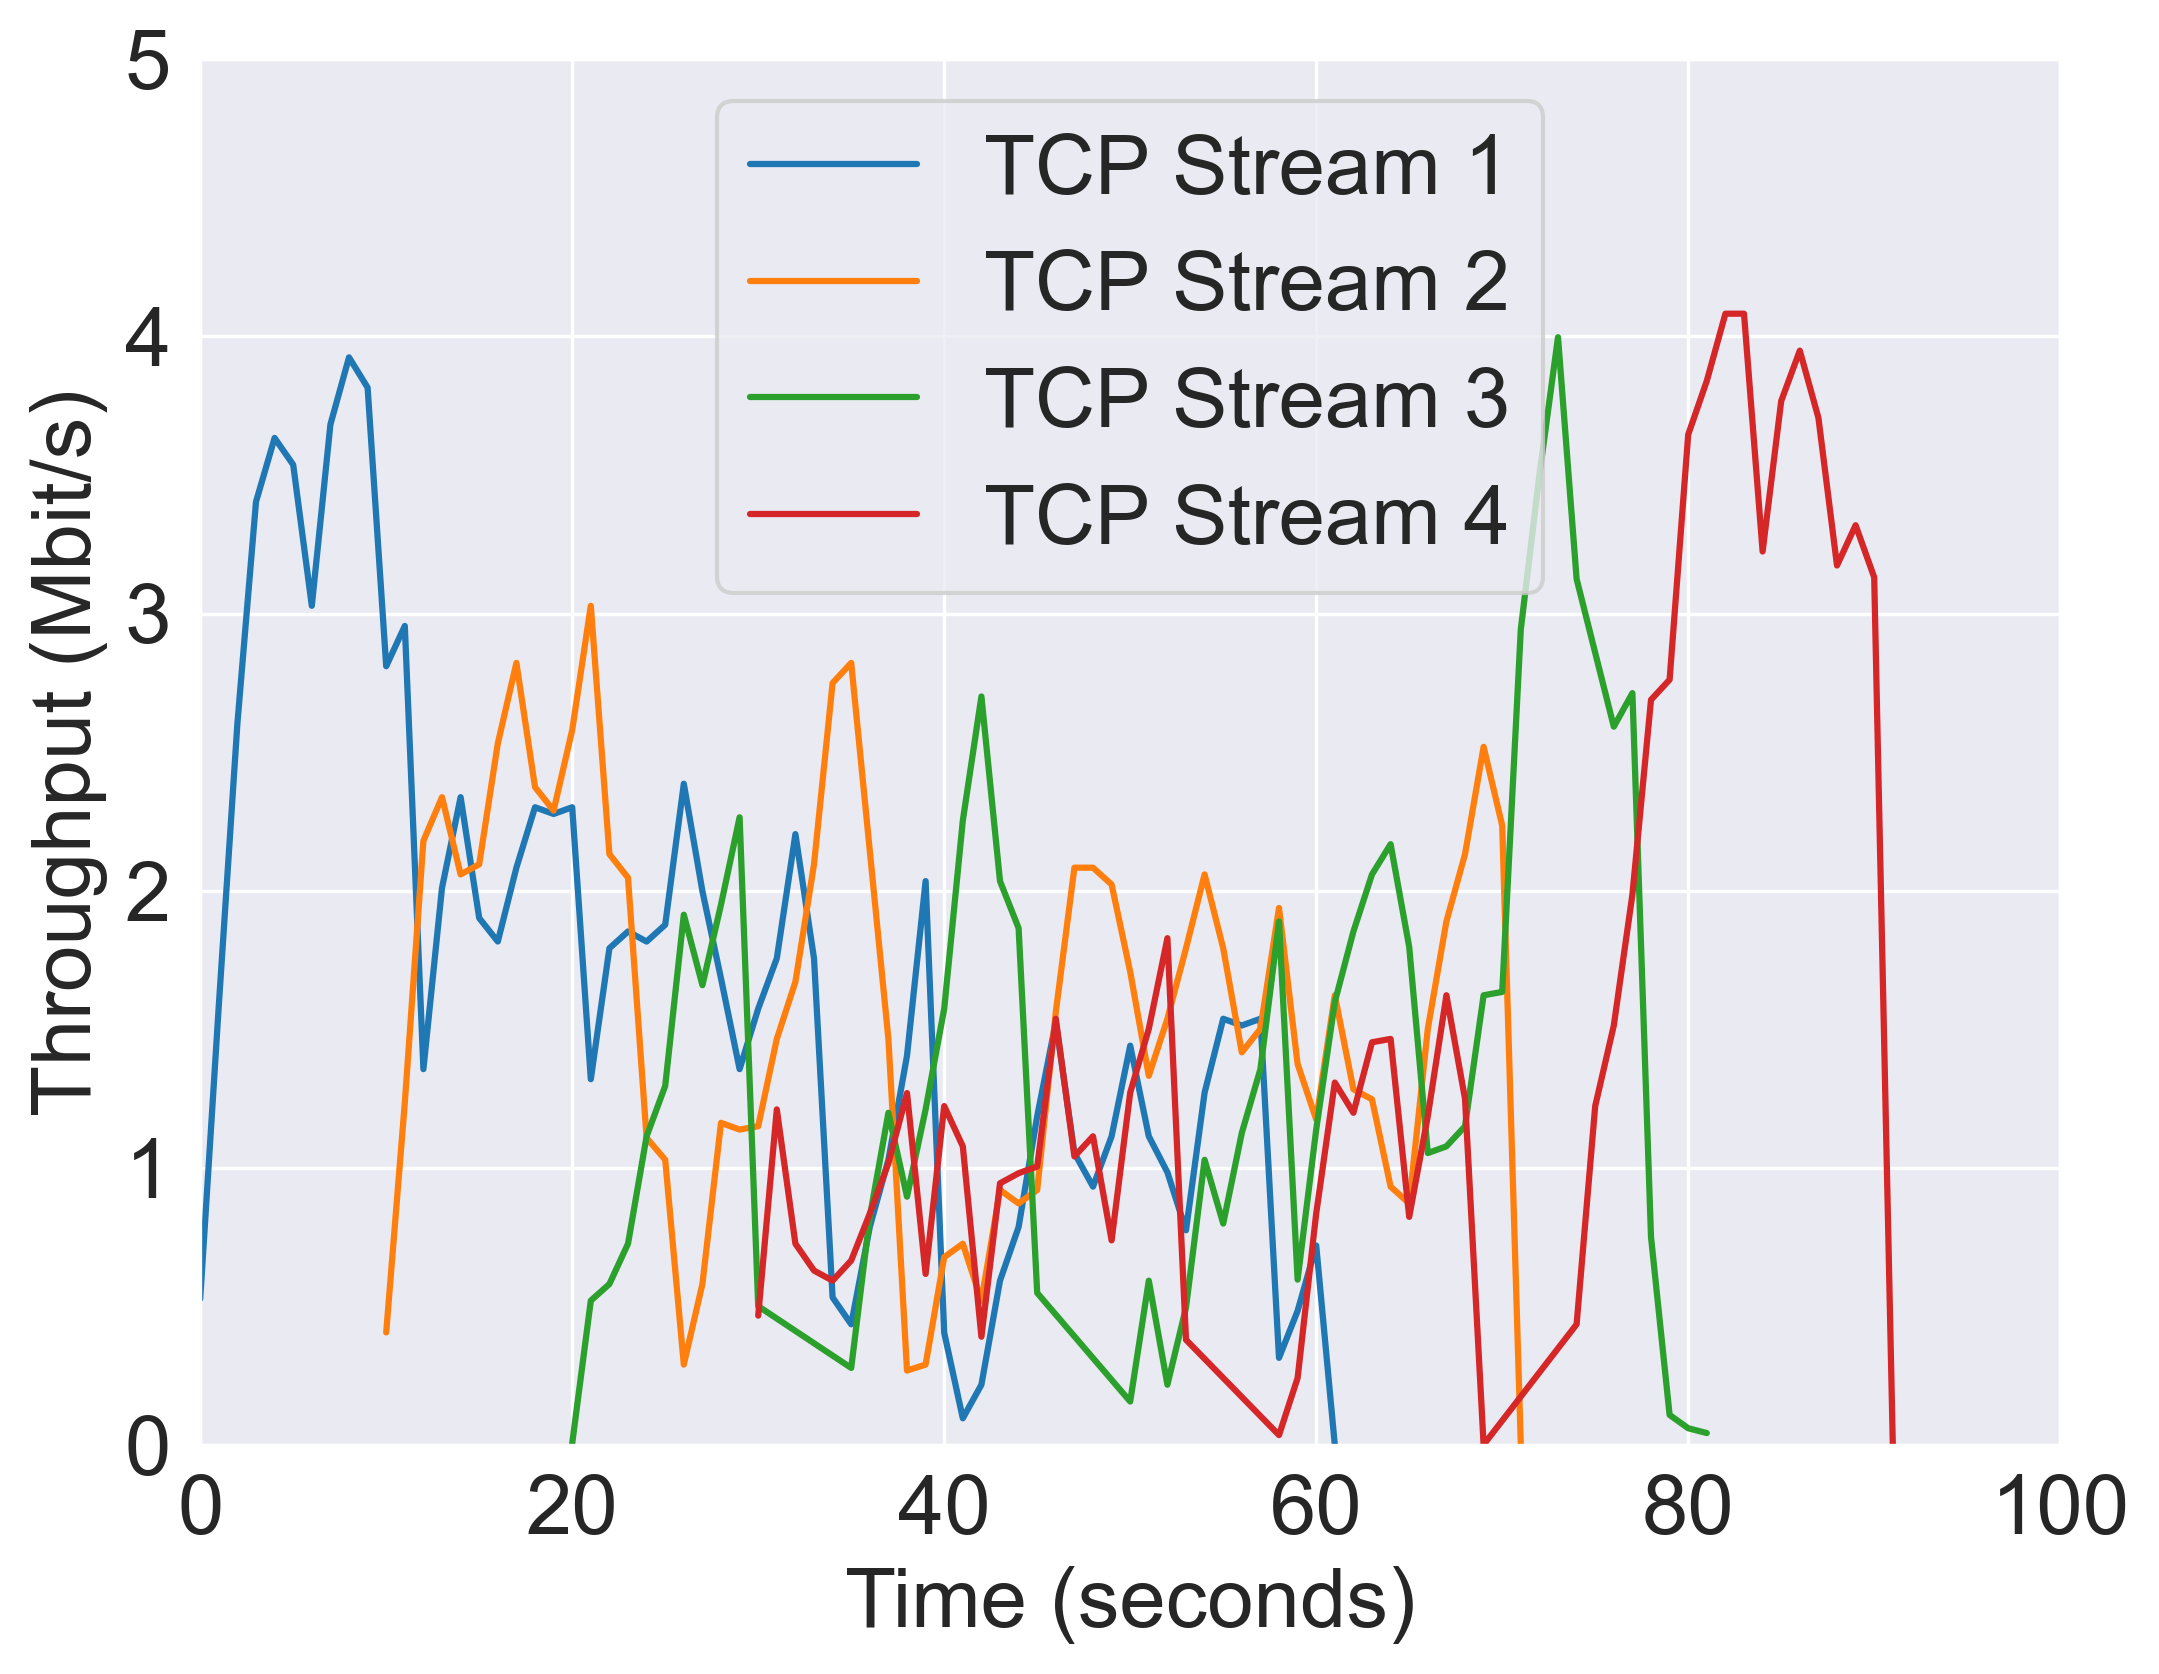 5
4
3
2
1
0
Throughput (Mbit/s)
TCP Stream 1
TCP Stream 2
TCP Stream 3
TCP Stream 4
0 20 40 60 80 100
Time (seconds)